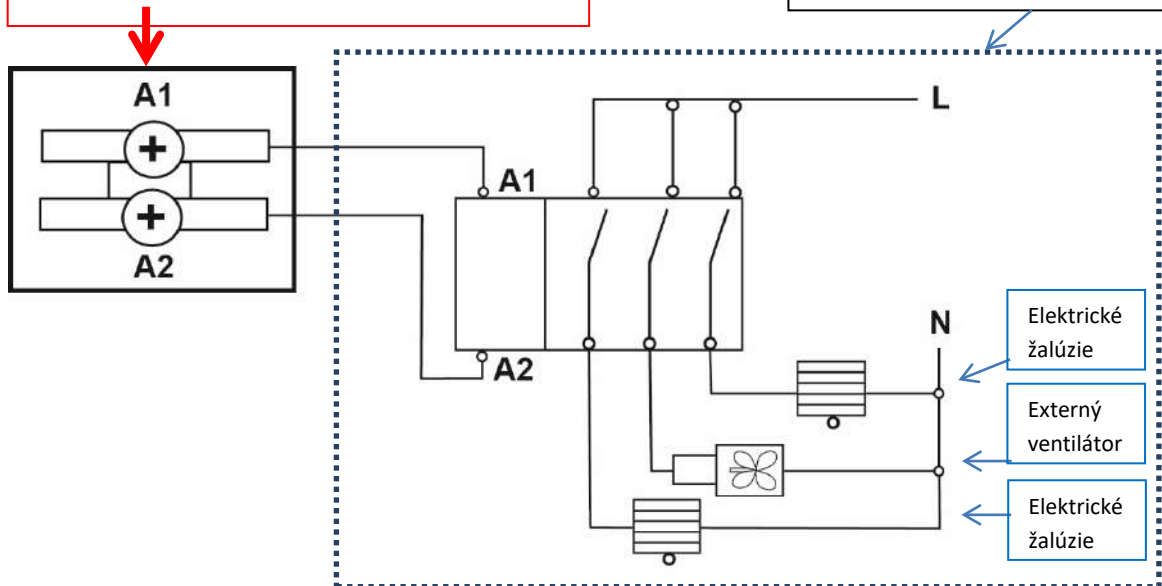 A1
A2
L
A1
A2
N
Elektrické
žalúzie
Externý
ventilátor
Elektrické
žalúzie